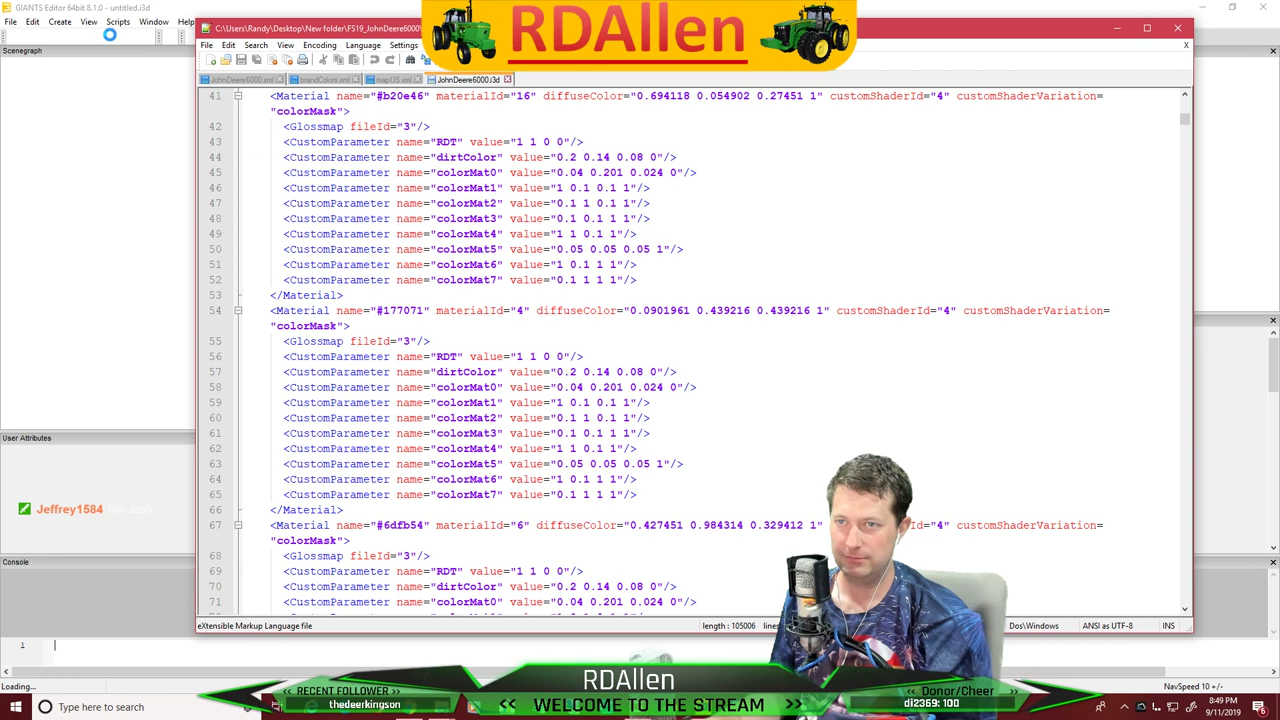 GIANTS Editor 64bit 8.1.0 - untitled.i3d
File Edit Create View Scripts Window Help
Scenegraph
C:\Users\Randy\Desktop\New folder\FS19_JohnDeere6000\
RDAllen
File Edit Search View Encoding Language Settings
X
JohnDeere6000.xml brandColors.xml mapUS.xml JohnDeere6000.i3d
41 <Material name="#b20e46" materialId="16" diffuseColor="0.694118 0.054902 0.27451 1" customShaderId="4" customShaderVariation=
"colorMask">
42 <Glossmap fileId="3"/>
43 <CustomParameter name="RDT" value="1 1 0 0"/>
44 <CustomParameter name="dirtColor" value="0.2 0.14 0.08 0"/>
45 <CustomParameter name="colorMat0" value="0.04 0.201 0.024 0"/>
46 <CustomParameter name="colorMat1" value="1 0.1 0.1 1"/>
47 <CustomParameter name="colorMat2" value="0.1 1 0.1 1"/>
48 <CustomParameter name="colorMat3" value="0.1 0.1 1 1"/>
49 <CustomParameter name="colorMat4" value="1 1 0.1 1"/>
50 <CustomParameter name="colorMat5" value="0.05 0.05 0.05 1"/>
51 <CustomParameter name="colorMat6" value="1 0.1 1 1"/>
52 <CustomParameter name="colorMat7" value="0.1 1 1 1"/>
53 </Material>
54 <Material name="#177071" materialId="4" diffuseColor="0.0901961 0.439216 0.439216 1" customShaderId="4" customShaderVariation=
"colorMask">
55 <Glossmap fileId="3"/>
56 <CustomParameter name="RDT" value="1 1 0 0"/>
57 <CustomParameter name="dirtColor" value="0.2 0.14 0.08 0"/>
58 <CustomParameter name="colorMat0" value="0.04 0.201 0.024 0"/>
59 <CustomParameter name="colorMat1" value="1 0.1 0.1 1"/>
60 <CustomParameter name="colorMat2" value="0.1 1 0.1 1"/>
61 <CustomParameter name="colorMat3" value="0.1 0.1 1 1"/>
62 <CustomParameter name="colorMat4" value="1 1 0.1 1"/>
63 <CustomParameter name="colorMat5" value="0.05 0.05 0.05 1"/>
64 <CustomParameter name="colorMat6" value="1 0.1 1 1"/>
65 <CustomParameter name="colorMat7" value="0.1 1 1 1"/>
66 </Material>
67 <Material name="#6dfb54" materialId="6" diffuseColor="0.427451 0.984314 0.329412 1" Id="4" customShaderVariation=
"colorMask">
68 <Glossmap fileId="3"/>
69 <CustomParameter name="RDT" value="1 1 0 0"/>
70 <CustomParameter name="dirtColor" value="0.2 0.14 0.08 0"/>
71 <CustomParameter name="colorMat0" value="0.04 0.201 0.024 0"/>
User Attributes
Jeffrey1584 No Jush
Console
eXtensible Markup Language file length : 105006 lines Dos\Windows ANSI as UTF-8 INS
1
Loading... NavSpeed 10 +/-
RDAllen
<< WELCOME TO THE STREAM >>
<< RECENT FOLLOWER >>
thedeerkingson
<< Donor/Cheer >>
di2369: 100
Type here to search
8:49 PM
9/11/2019